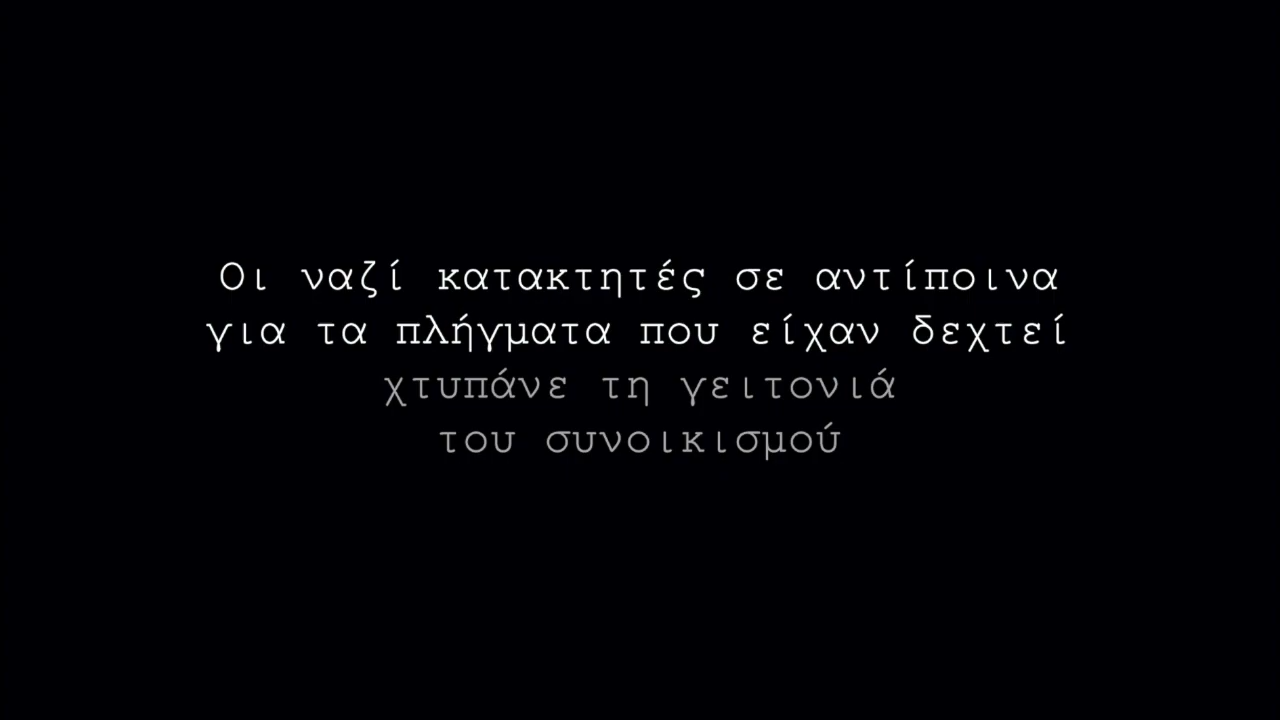 Οι ναζί κατακτητές σε αντίποινα
για τα πλήγματα που είχαν δεχτεί
χτυπάνε τη γειτονιά
του συνοικισμού